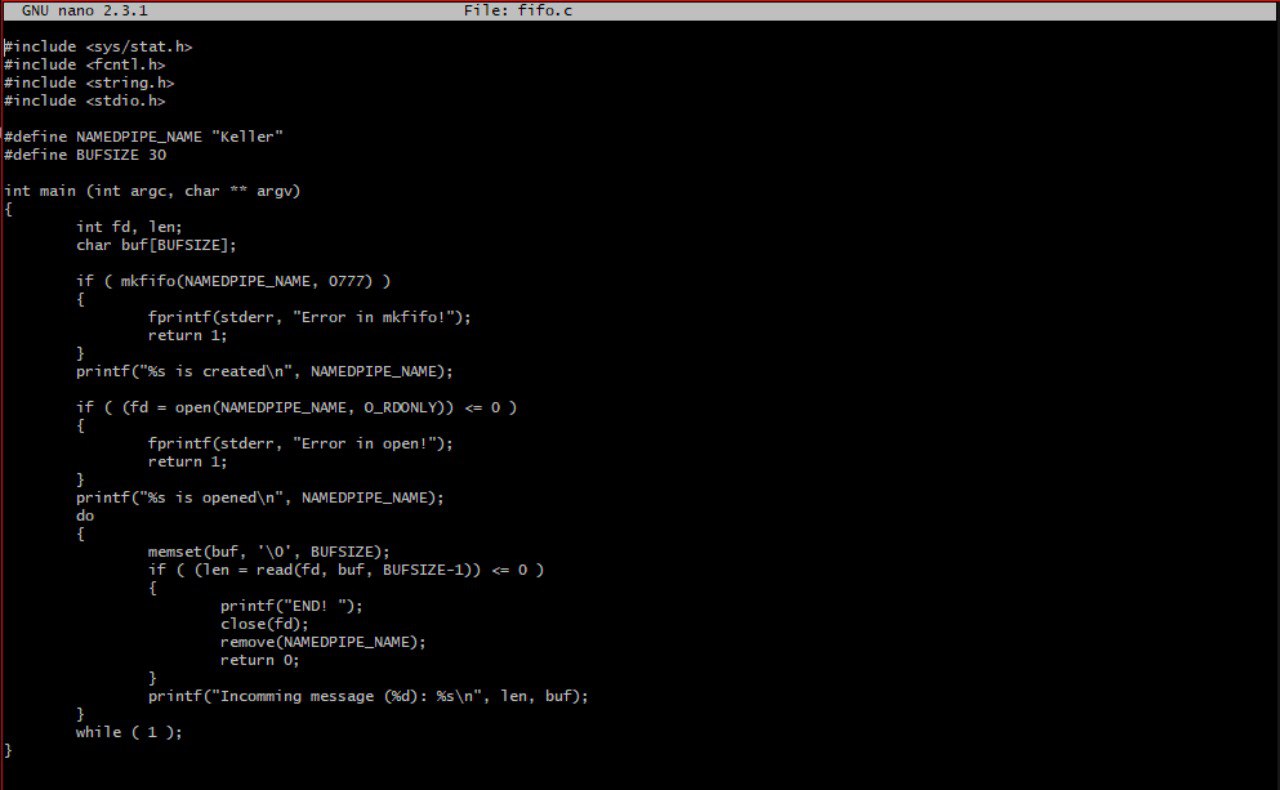 GNU nano 2.3.1 File: fifo.c
#include <sys/stat.h>
#include <fcntl.h>
#include <string.h>
#include <stdio.h>
#define NAMEDPIPE_NAME "Keller"
#define BUFSIZE 30
int main (int argc, char ** argv)
{
int fd, len;
char buf[BUFSIZE];
if ( mkfifo(NAMEDPIPE_NAME, 0777) )
{
fprintf(stderr, "Error in mkfifo!");
return 1;
}
printf("%s is created\n", NAMEDPIPE_NAME);
if ( (fd = open(NAMEDPIPE_NAME, O_RDONLY)) <= 0 )
{
fprintf(stderr, "Error in open!");
return 1;
}
printf("%s is opened\n", NAMEDPIPE_NAME);
do
{
memset(buf, '\0', BUFSIZE);
if ( (len = read(fd, buf, BUFSIZE-1)) <= 0 )
{
printf("END! ");
close(fd);
remove(NAMEDPIPE_NAME);
return 0;
}
printf("Incomming message (%d): %s\n", len, buf);
}
while ( 1 );
}